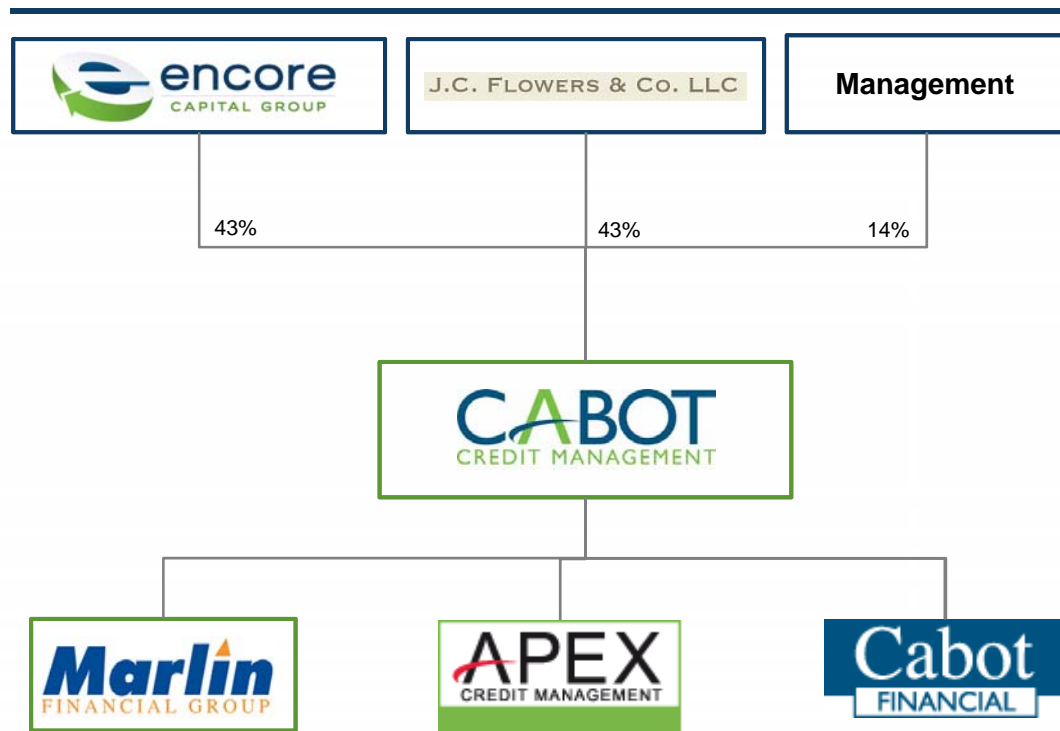 encore
CAPITAL GROUP
J.C. FLOWERS & CO. LLC
Management
43%
43%
14%
CABOT
CREDIT MANAGEMENT
Marlin
FINANCIAL GROUP
APEX
CREDIT MANAGEMENT
Cabot
FINANCIAL